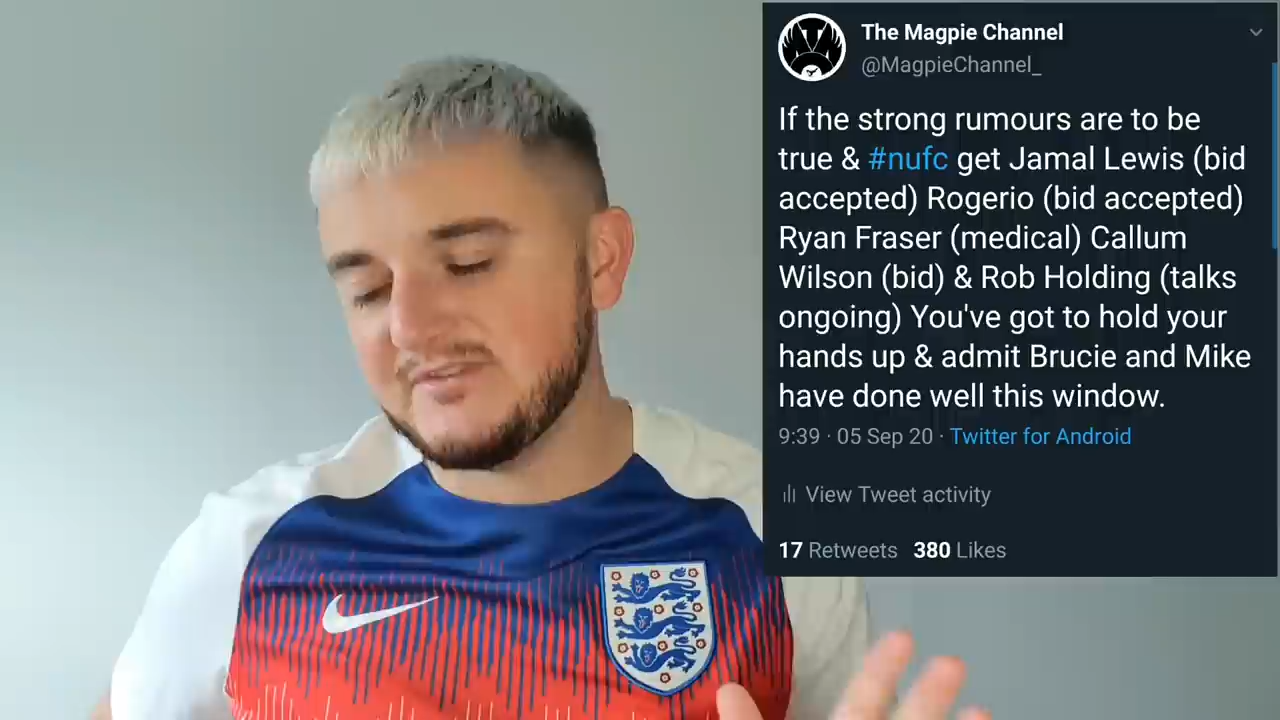 The Magpie Channel
@MagpieChannel_
If the strong rumours are to be
true & #nufc get Jamal Lewis (bid
accepted) Rogerio (bid accepted)
Ryan Fraser (medical) Callum
Wilson (bid) & Rob Holding (talks
ongoing) You've got to hold your
hands up & admit Brucie and Mike
have done well this window.
9:39 · 05 Sep 20 · Twitter for Android
View Tweet activity
17 Retweets 380 Likes